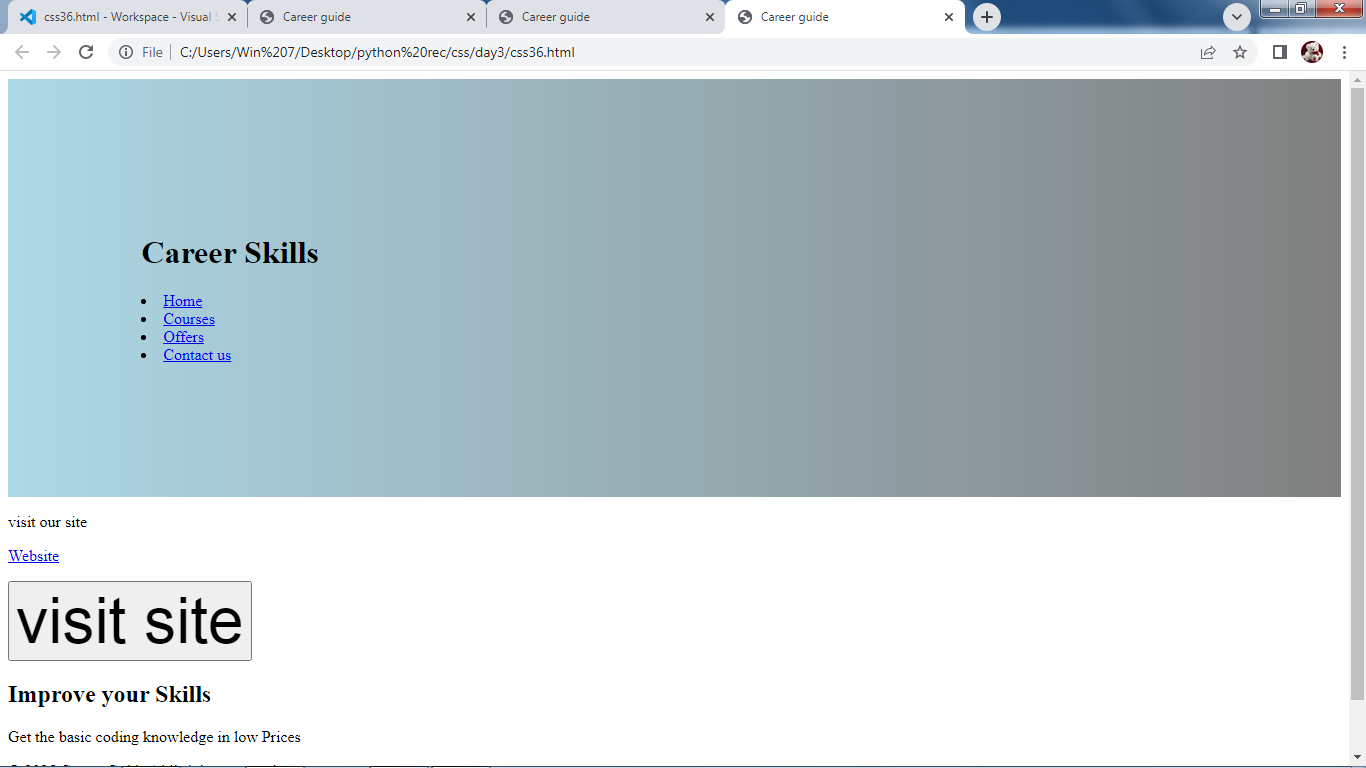 css36.html - Workspace - Visual S
Career guide
Career guide
Career guide
File
C:/Users/Win%207/Desktop/python%20rec/css/day3/css36.html
Career Skills
Home
Courses
Offers
Contact us
visit our site
Website
visit site
Improve your Skills
Get the basic coding knowledge in low Prices